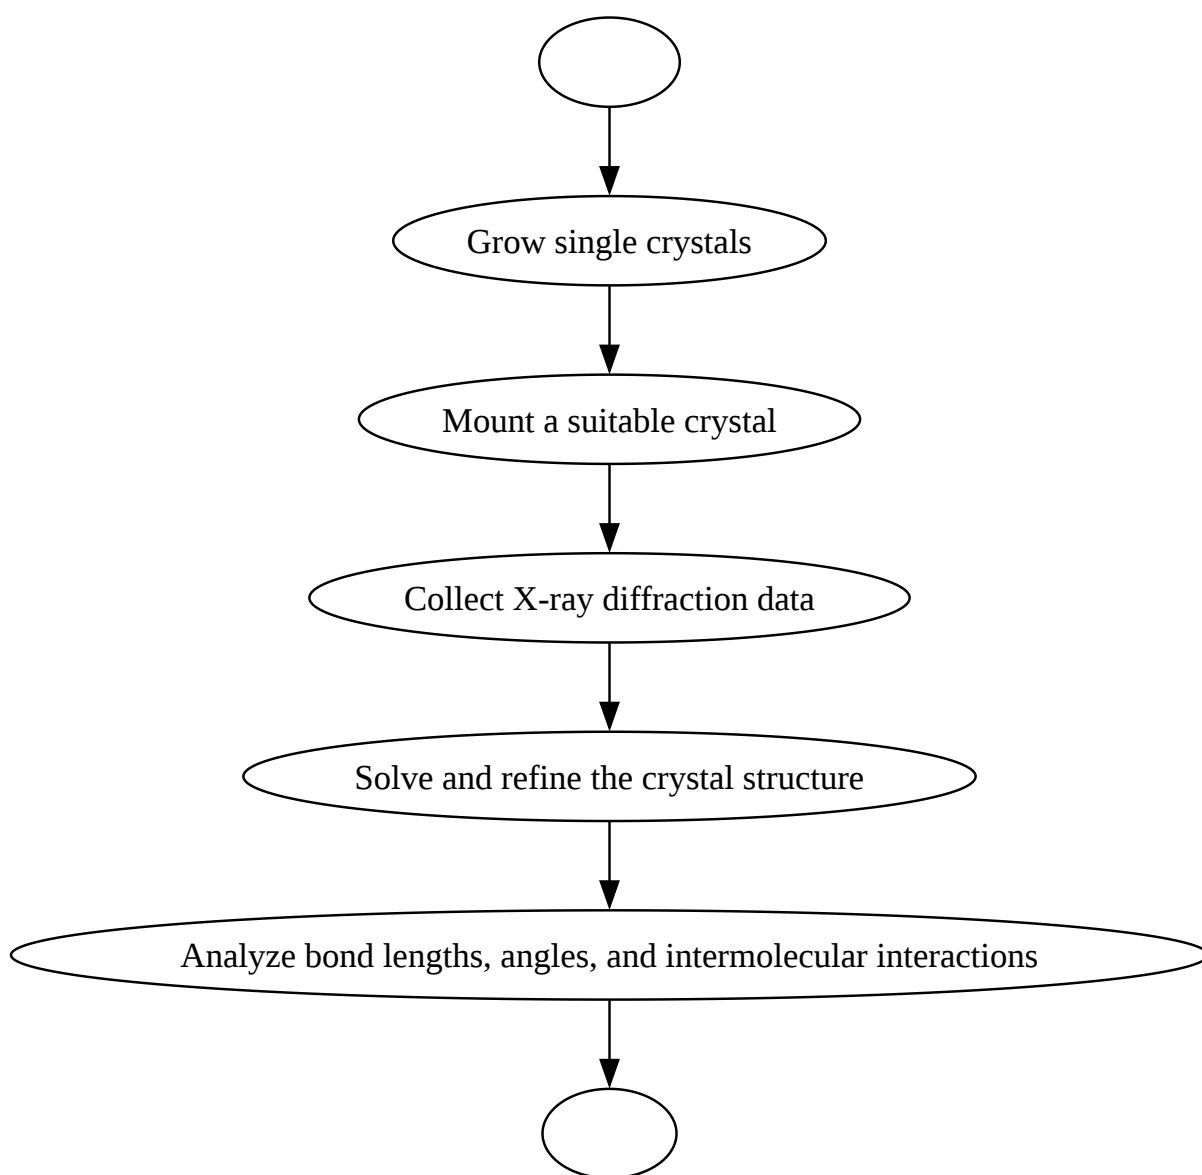 Grow single crystals
Mount a suitable crystal
Collect X-ray diffraction data
Solve and refine the crystal structure
Analyze bond lengths, angles, and intermolecular interactions